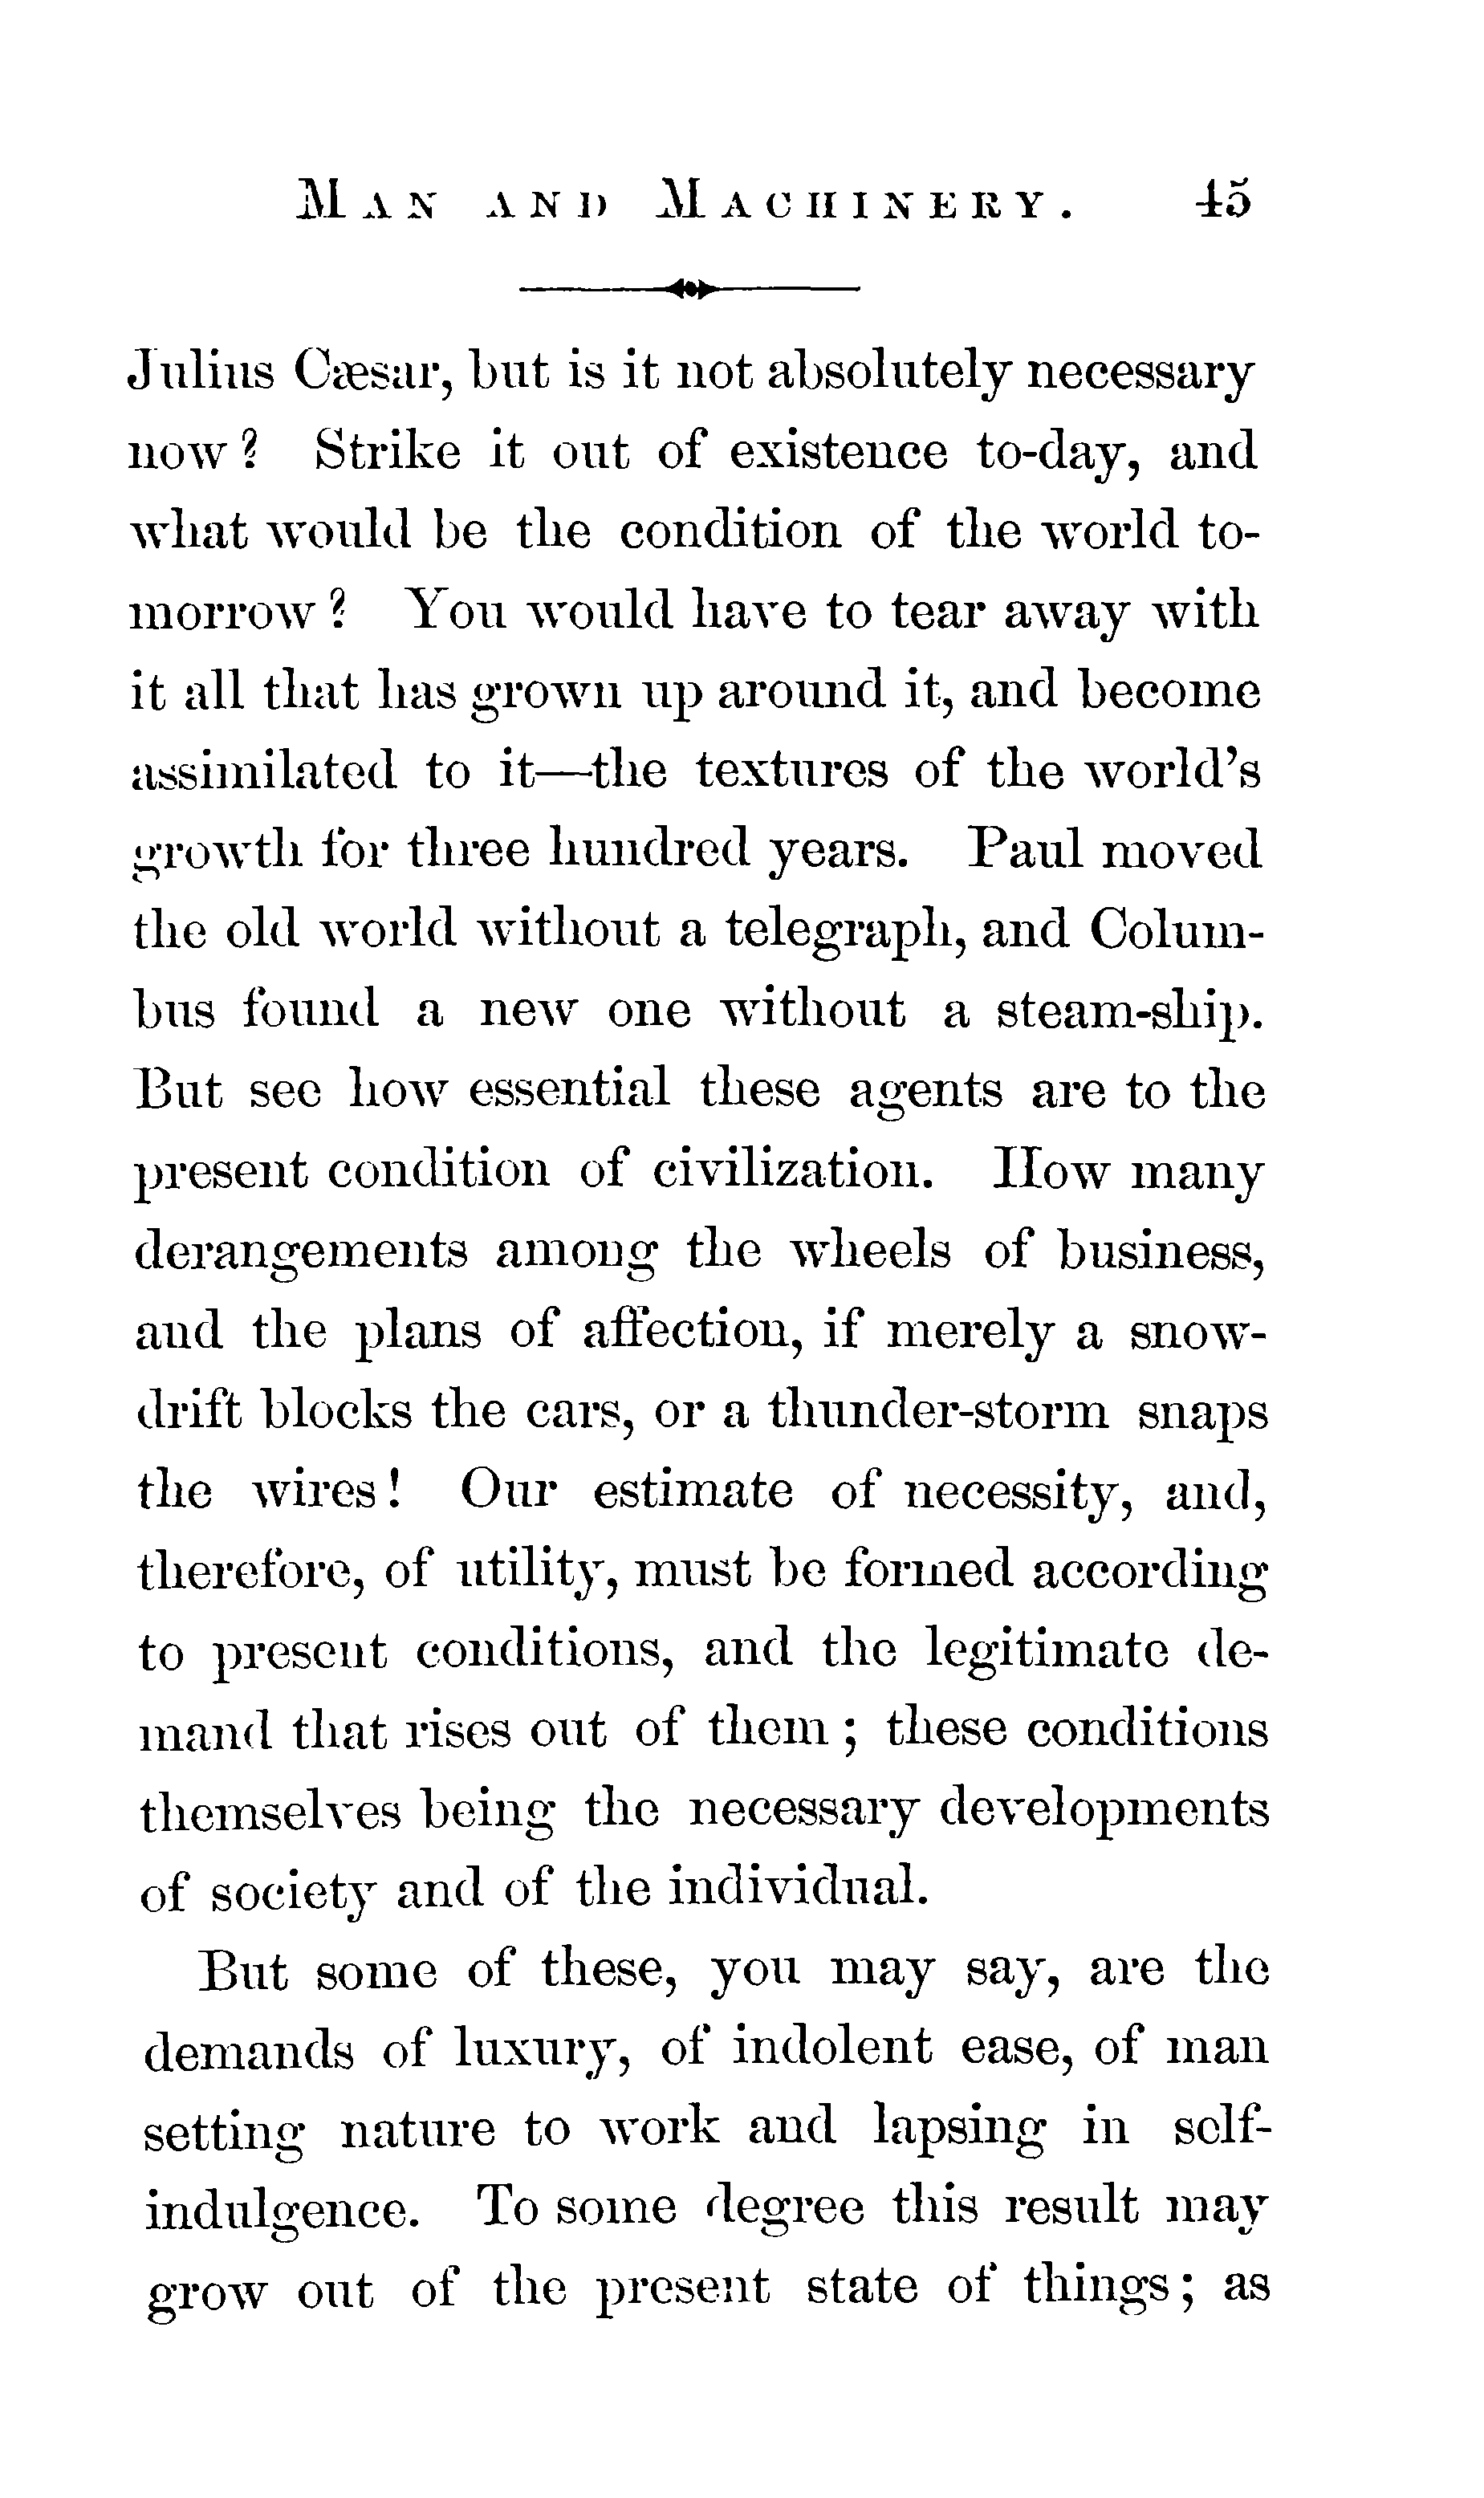 MAN AND MACHINERY. 45
Julius Cæsar, but is it not absolutely necessary
now? Strike it out of existence to-day, and
what would be the condition of the world to-
morrow? You would have to tear away with
it all that has grown up around it, and become
assimilated to it—the textures of the world's
growth for three hundred years. Paul moved
the old world without a telegraph, and Colum-
bus found a new one without a steam-ship.
But see how essential these agents are to the
present condition of civilization. How many
derangements among the wheels of business,
and the plans of affection, if merely a snow-
drift blocks the cars, or a thunder-storm snaps
the wires! Our estimate of necessity, and,
therefore, of utility, must be formed according
to present conditions, and the legitimate de-
mand that rises out of them; these conditions
themselves being the necessary developments
of society and of the individual.
But some of these, you may say, are the
demands of luxury, of indolent ease, of man
setting nature to work and lapsing in self-
indulgence. To some degree this result may
grow out of the present state of things; as